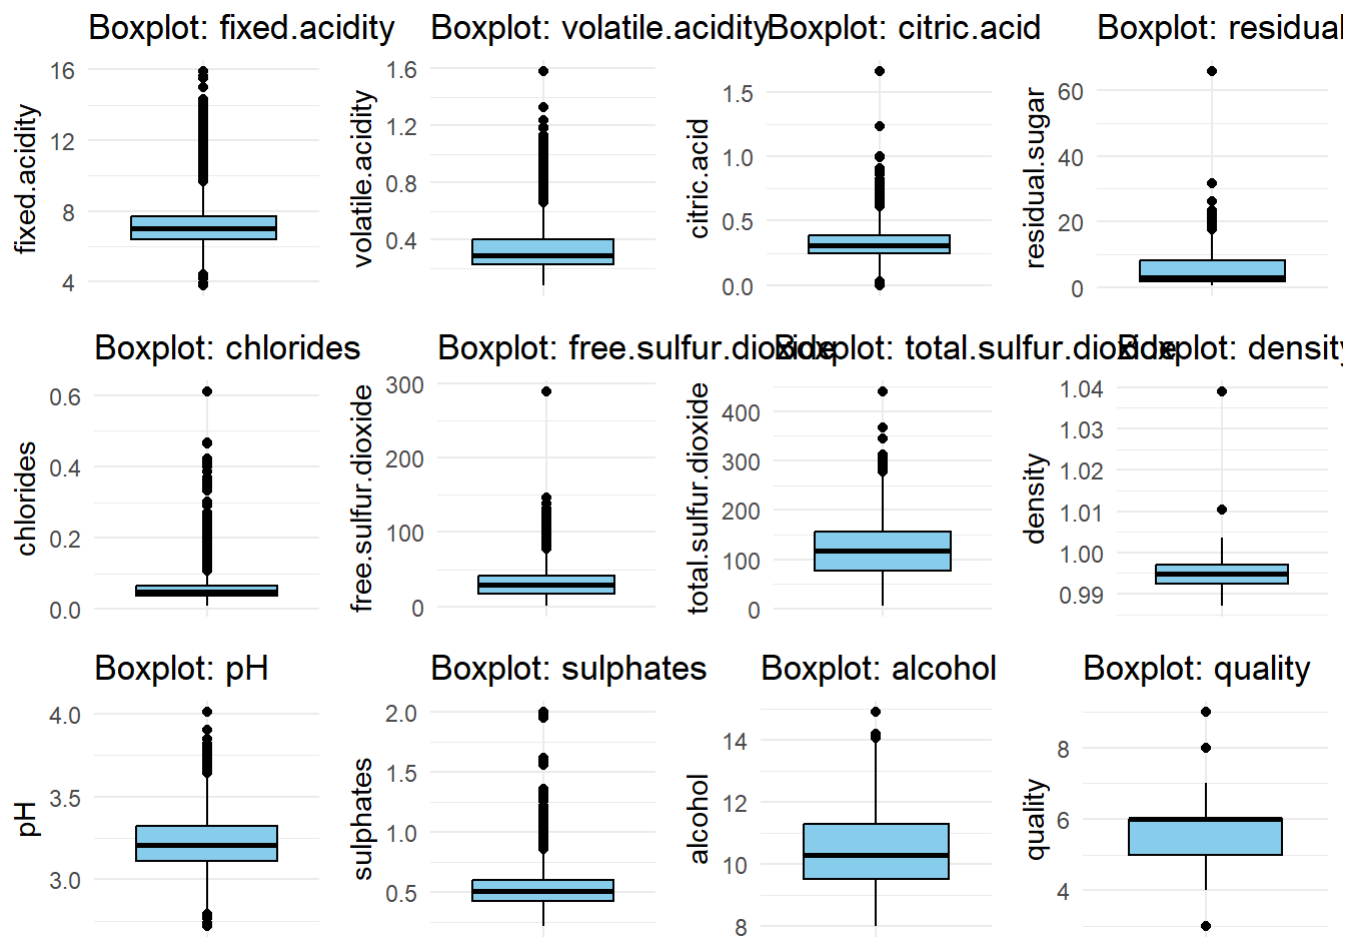 Boxplot: fixed.acidity
fixed.acidity
16
12
8
4
Boxplot: volatile.acidity
volatile.acidity
1.6
1.2
0.8
0.4
Boxplot: citric.acid
citric.acid
1.5
1.0
0.5
0.0
Boxplot: residual
residual.sugar
60
40
20
0
Boxplot: chlorides
chlorides
0.6
0.4
0.2
0.0
Boxplot: free.sulfur.dioxide
free.sulfur.dioxide
300
200
100
0
Boxplot: total.sulfur.dioxide
total.sulfur.dioxide
400
300
200
100
0
Boxplot: density
density
1.04
1.03
1.02
1.01
1.00
0.99
Boxplot: pH
pH
4.0
3.5
3.0
Boxplot: sulphates
sulphates
2.0
1.5
1.0
0.5
Boxplot: alcohol
alcohol
14
12
10
8
Boxplot: quality
quality
8
6
4